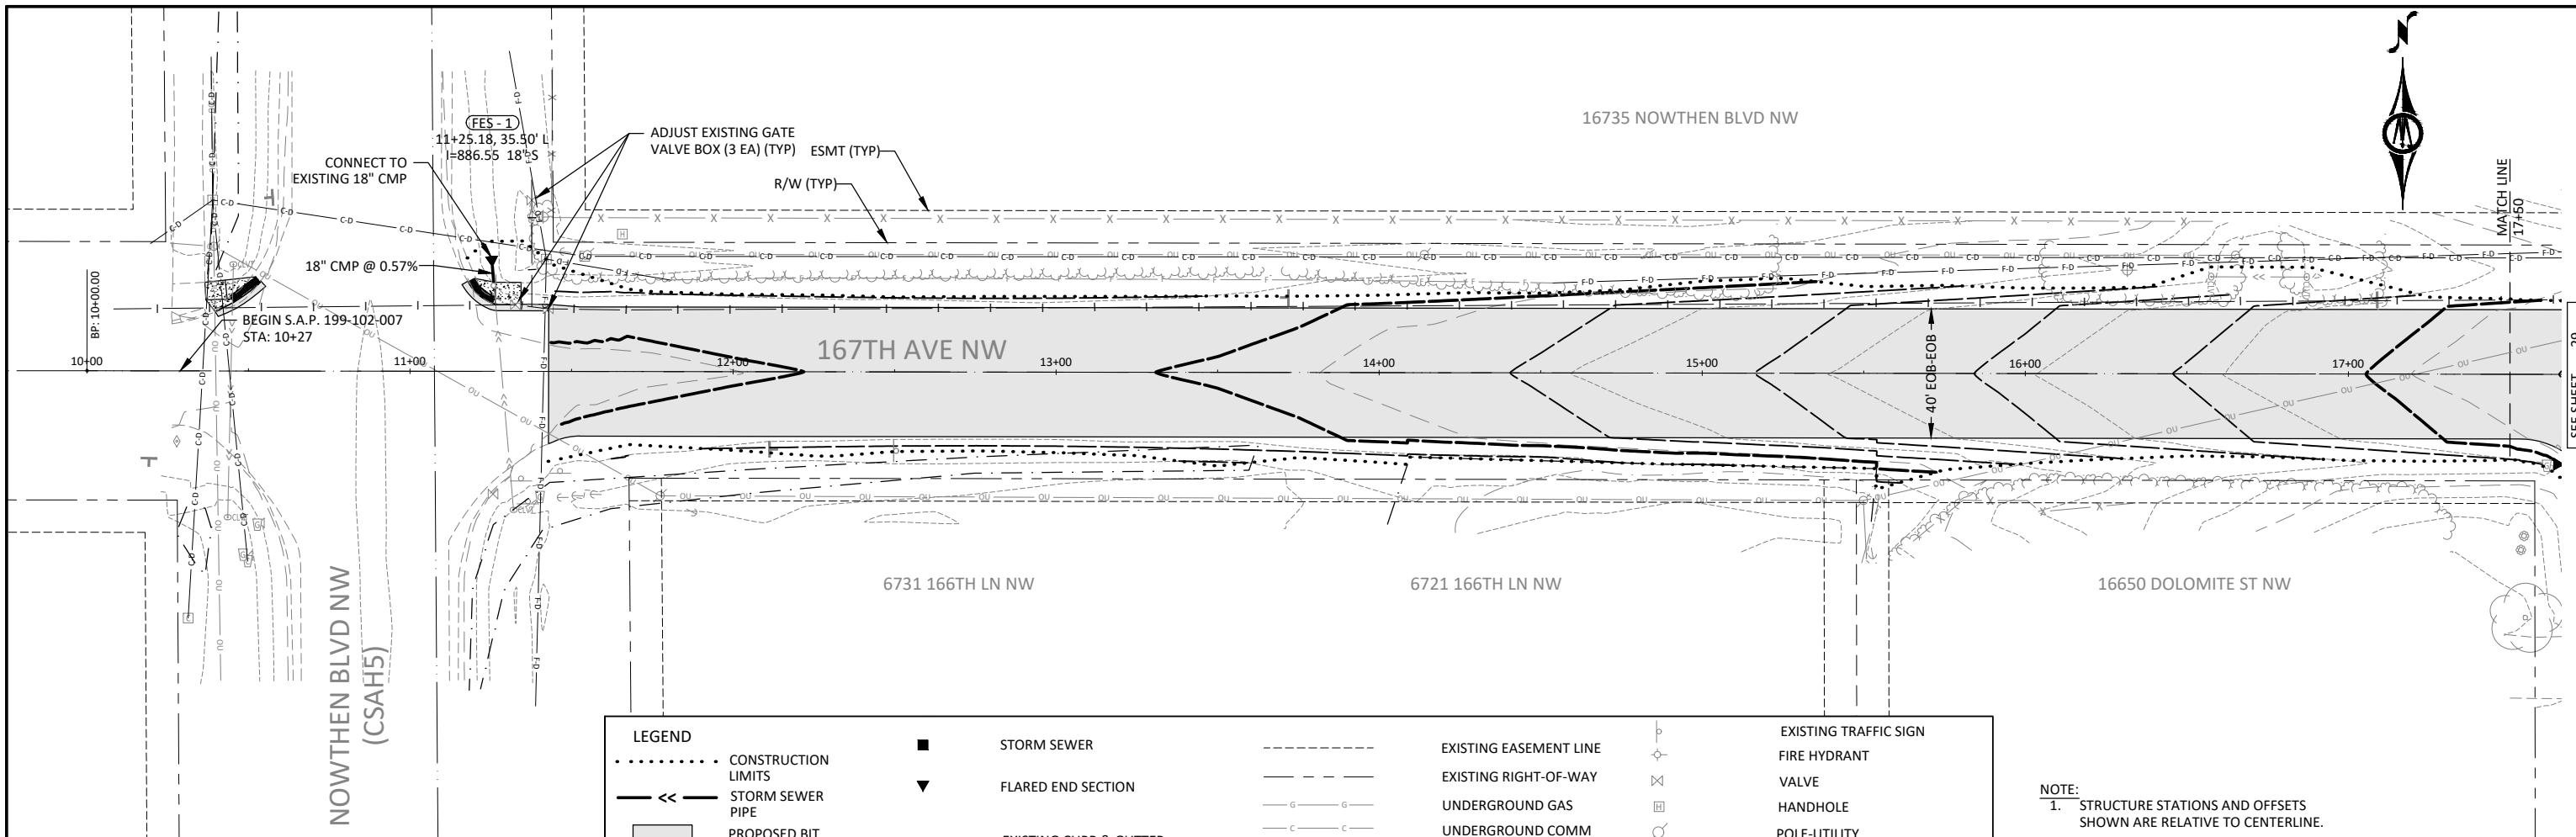 16735 NOWTHEN BLVD NW
MATCH LINE
17+50
FES - 1
11+25.18, 35.50' L
I=886.55 18" S
CONNECT TO
EXISTING 18" CMP
18" CMP @ 0.57%
ADJUST EXISTING GATE
VALVE BOX (3 EA) (TYP)
ESMT (TYP)
R/W (TYP)
BP: 10+00.00
BEGIN S.A.P. 199-102-007
STA: 10+27
10+00
11+00
12+00
13+00
14+00
15+00
16+00
17+00
167TH AVE NW
40' EOB-EOB
SEE SHEET
6731 166TH LN NW
6721 166TH LN NW
16650 DOLOMITE ST NW
NOWTHEN BLVD NW
(CSAH5)
LEGEND
CONSTRUCTION
LIMITS
STORM SEWER
PIPE
PROPOSED BIT
STORM SEWER
FLARED END SECTION
EXISTING EASEMENT LINE
EXISTING RIGHT-OF-WAY
UNDERGROUND GAS
UNDERGROUND COMM
EXISTING TRAFFIC SIGN
FIRE HYDRANT
VALVE
HANDHOLE
POLE-UTILITY
NOTE:
1. STRUCTURE STATIONS AND OFFSETS
SHOWN ARE RELATIVE TO CENTERLINE.